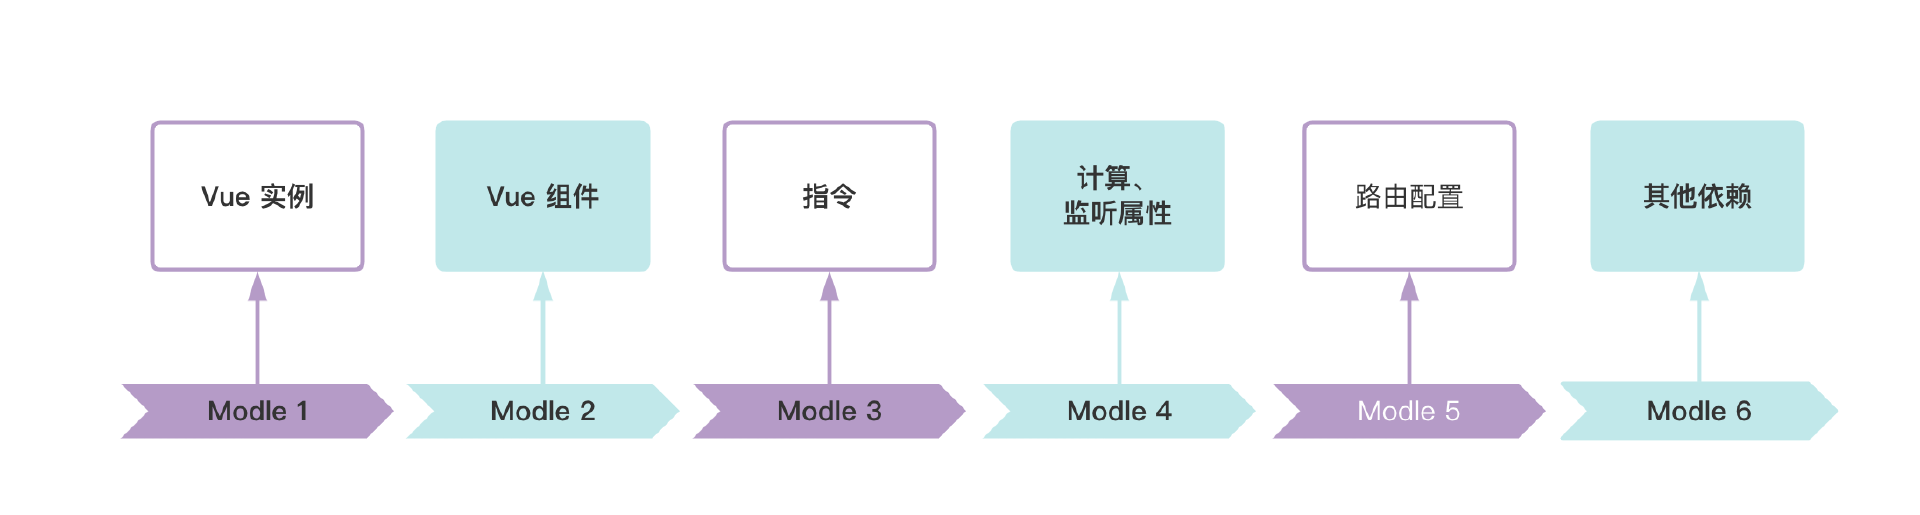 Vue 实例
Vue 组件
指令
计算、
监听属性
路由配置
其他依赖
Modle 1
Modle 2
Modle 3
Modle 4
Modle 5
Modle 6